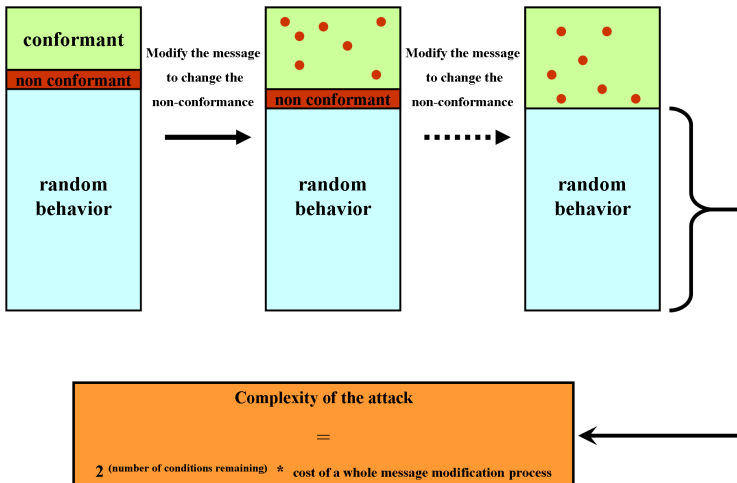 conformant
non conformant
random
behavior
Modify the message
to change the
non-conformance
non conformant
random
behavior
Modify the message
to change the
non-conformance
random
behavior
Complexity of the attack
=
2 (number of conditions remaining) * cost of a whole message modification process